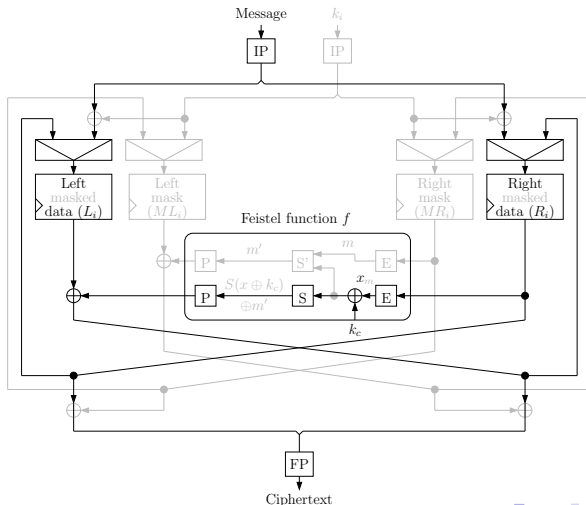 Message
k_i
IP
IP
Left
masked
data (L_i)
Left
mask
(ML_i)
Right
mask
(MR_i)
Right
masked
data (R_i)
Feistel function f
P
m′
S'
m
E
P
S(x ⊕ k_c)
⊕m′
S
x_m
E
k_c
FP
Ciphertext